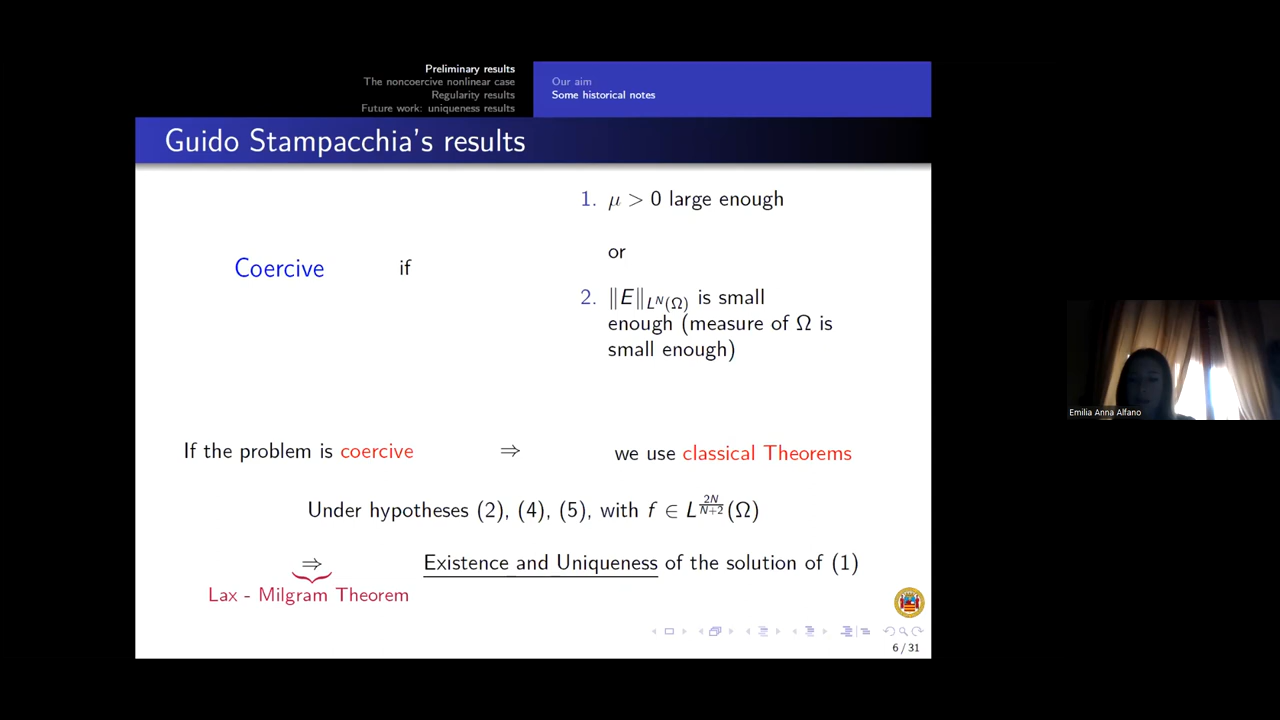 Preliminary results
The noncoercive nonlinear case
Regularity results
Future work: uniqueness results
Our aim
Some historical notes
Guido Stampacchia's results
1. μ > 0 large enough
or
Coercive if
2. ‖E‖_{L^N(Ω)} is small
enough (measure of Ω is
small enough)
If the problem is coercive ⇒ we use classical Theorems
Under hypotheses (2), (4), (5), with f ∈ L^{\frac{2N}{N+2}}(Ω)
⇒ Existence and Uniqueness of the solution of (1)
Lax - Milgram Theorem
6 / 31
Emilia Anna Alfano